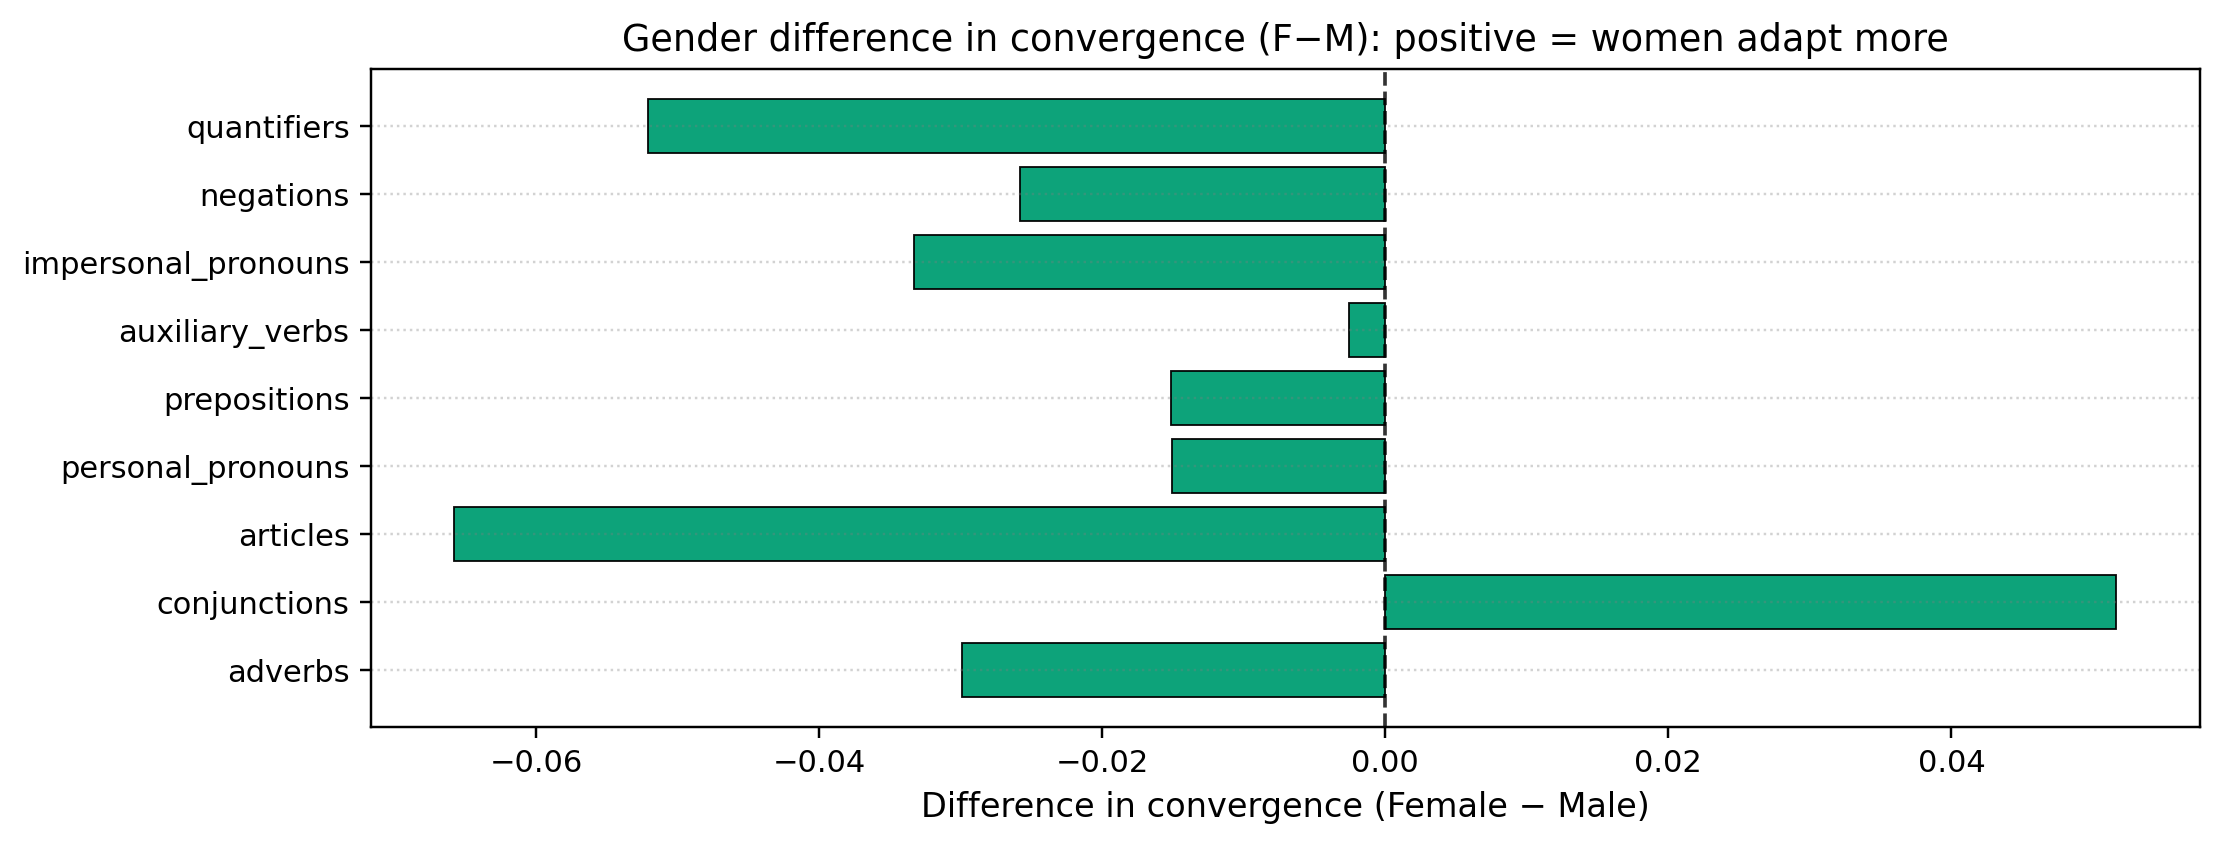 Gender difference in convergence (F−M): positive = women adapt more
quantifiers
negations
impersonal_pronouns
auxiliary_verbs
prepositions
personal_pronouns
articles
conjunctions
adverbs
−0.06 −0.04 −0.02 0.00 0.02 0.04
Difference in convergence (Female − Male)